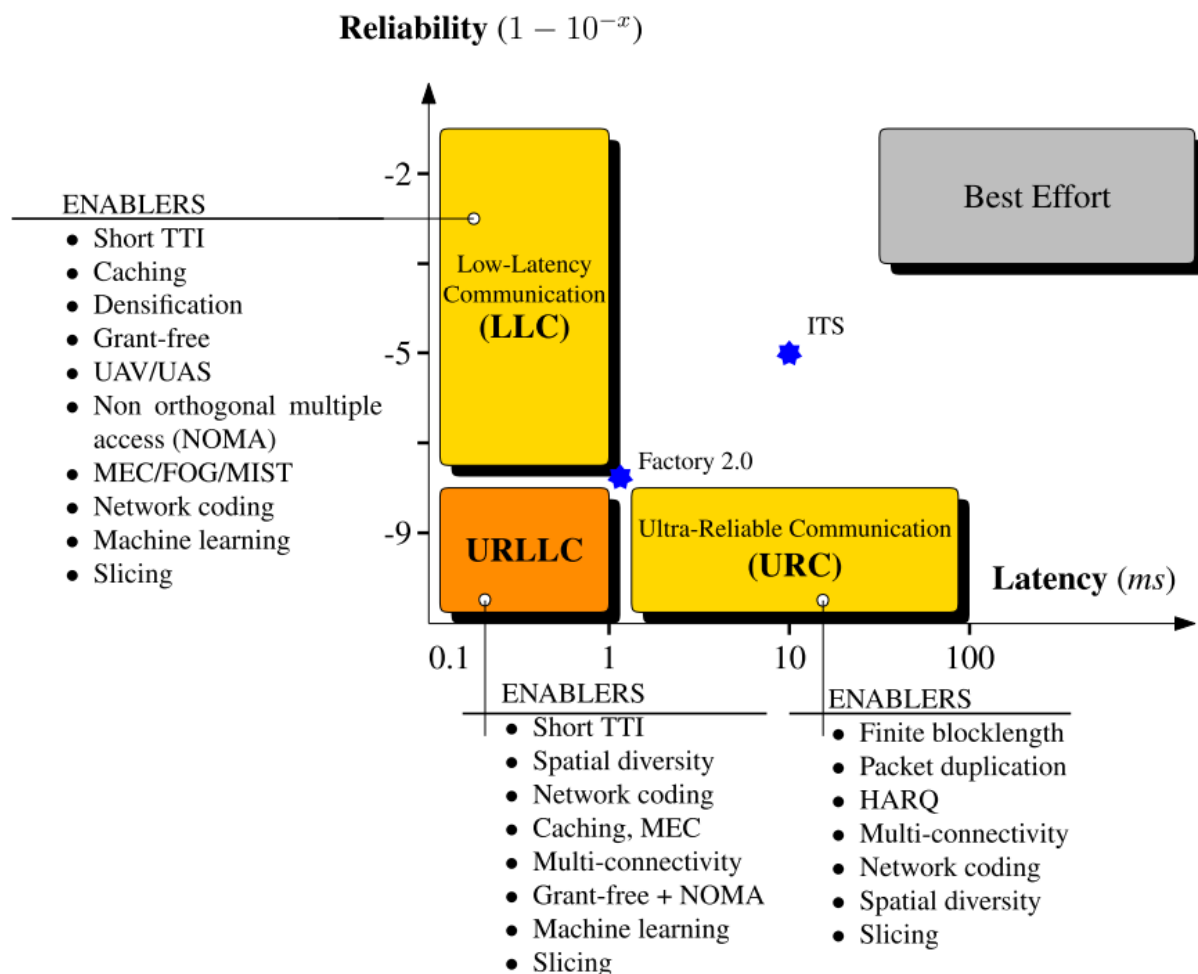 Reliability (1 − 10^{−x})
-2
-5
-9
ENABLERS
● Short TTI
● Caching
● Densification
● Grant-free
● UAV/UAS
● Non orthogonal multiple
access (NOMA)
● MEC/FOG/MIST
● Network coding
● Machine learning
● Slicing
Low-Latency
Communication
(LLC)
Best Effort
ITS
Factory 2.0
URLLC
Ultra-Reliable Communication
(URC)
Latency (ms)
0.1 1 10 100
ENABLERS
● Short TTI
● Spatial diversity
● Network coding
● Caching, MEC
● Multi-connectivity
● Grant-free + NOMA
● Machine learning
● Slicing
ENABLERS
● Finite blocklength
● Packet duplication
● HARQ
● Multi-connectivity
● Network coding
● Spatial diversity
● Slicing